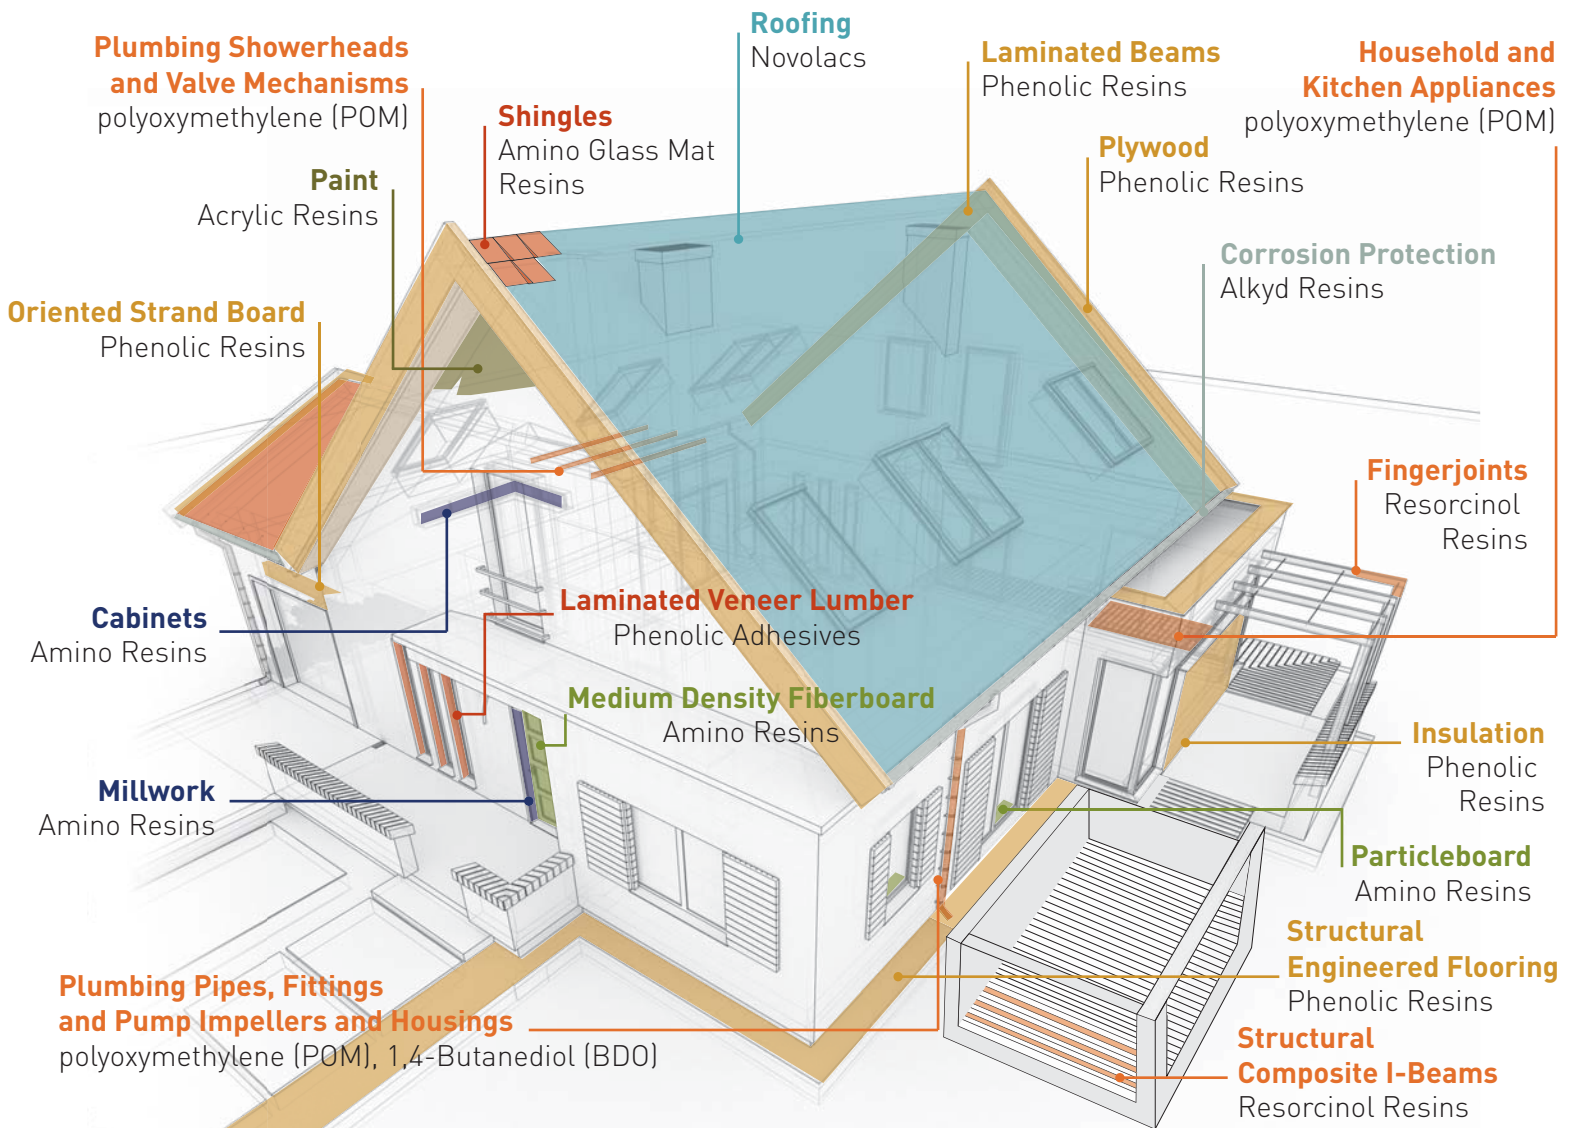 Roofing
Novolacs
Plumbing Showerheads
and Valve Mechanisms
polyoxymethylene (POM)
Laminated Beams
Phenolic Resins
Household and
Kitchen Appliances
polyoxymethylene (POM)
Shingles
Amino Glass Mat
Resins
Plywood
Phenolic Resins
Paint
Acrylic Resins
Corrosion Protection
Alkyd Resins
Oriented Strand Board
Phenolic Resins
Fingerjoints
Resorcinol
Resins
Cabinets
Amino Resins
Laminated Veneer Lumber
Phenolic Adhesives
Medium Density Fiberboard
Amino Resins
Insulation
Phenolic
Resins
Millwork
Amino Resins
Particleboard
Amino Resins
Structural
Engineered Flooring
Phenolic Resins
Plumbing Pipes, Fittings
and Pump Impellers and Housings
polyoxymethylene (POM), 1,4-Butanediol (BDO)
Structural
Composite I-Beams
Resorcinol Resins